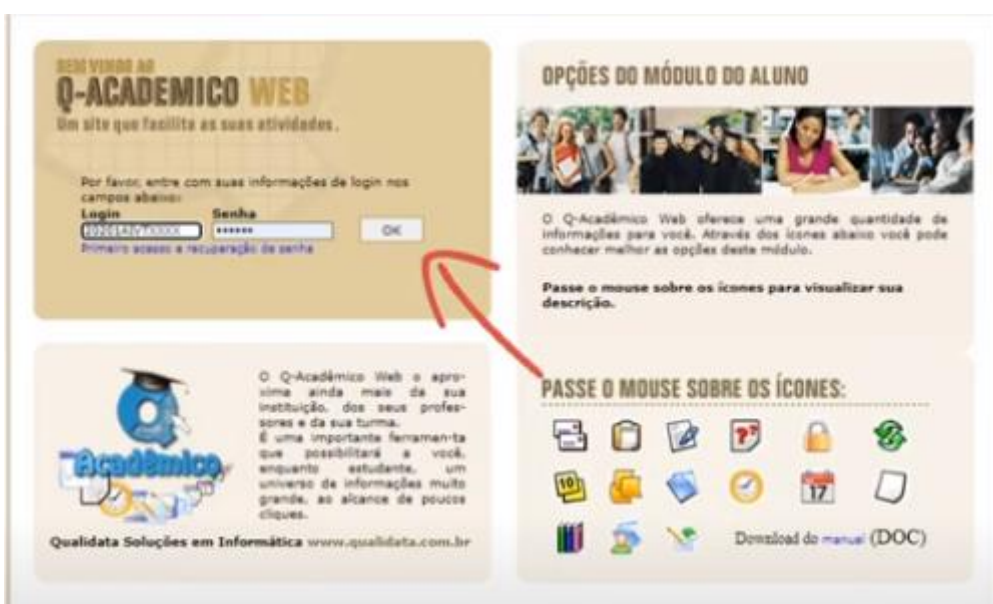 BEM VINDO AO
Q-ACADEMICO WEB
Um site que facilita as suas atividades.
Por favor, entre com suas informações de login nos
campos abaixo:
Login Senha
••••••
OK
Primeiro acesso e recuperação de senha
O Q-Acadêmico Web o apro-
xima ainda mais da sua
instituição, dos seus profes-
sores e da sua turma.
É uma importante ferramen-ta
que possibilitará a você,
enquanto estudante, um
universo de informações muito
grande, ao alcance de poucos
cliques.
Q
Acadêmico
Qualidata Soluções em Informática www.qualidata.com.br
OPÇÕES DO MÓDULO DO ALUNO
O Q-Acadêmico Web oferece uma grande quantidade de
informações para você. Através dos ícones abaixo você pode
conhecer melhor as opções deste módulo.
Passe o mouse sobre os ícones para visualizar sua
descrição.
PASSE O MOUSE SOBRE OS ÍCONES:
??
10
17
Download do manual (DOC)